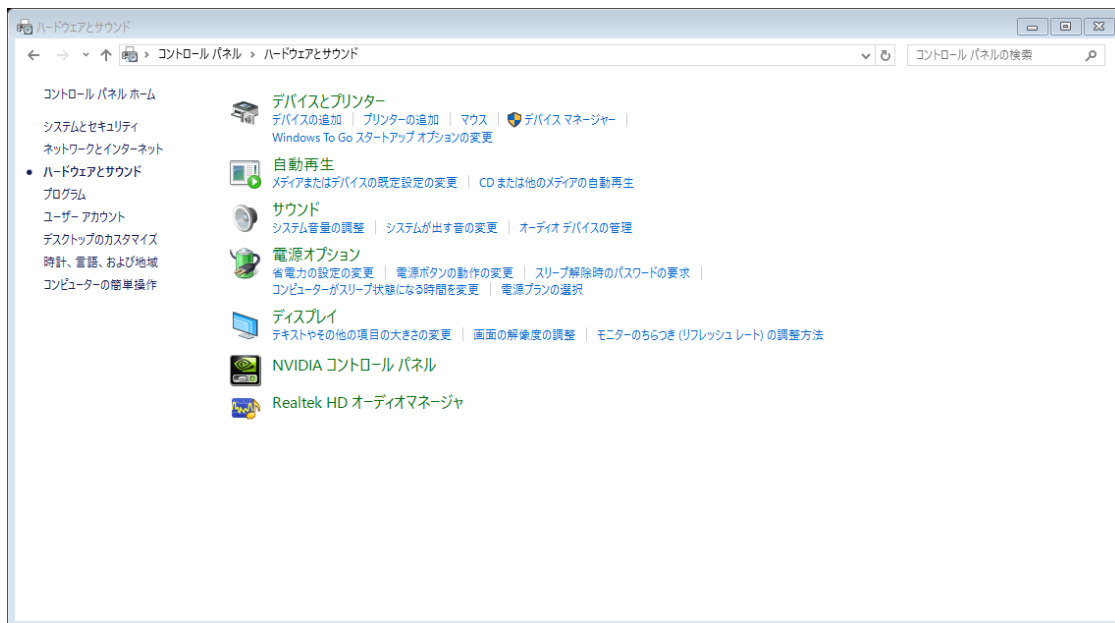 ハードウェアとサウンド
コントロール パネル › ハードウェアとサウンド
コントロール パネルの検索
コントロール パネル ホーム
システムとセキュリティ
ネットワークとインターネット
ハードウェアとサウンド
プログラム
ユーザー アカウント
デスクトップのカスタマイズ
時計、言語、および地域
コンピューターの簡単操作
デバイスとプリンター
デバイスの追加 | プリンターの追加 | マウス | デバイス マネージャー |
Windows To Go スタートアップ オプションの変更
自動再生
メディアまたはデバイスの既定設定の変更 | CD または他のメディアの自動再生
サウンド
システム音量の調整 | システムが出す音の変更 | オーディオ デバイスの管理
電源オプション
省電力の設定の変更 | 電源ボタンの動作の変更 | スリープ解除時のパスワードの要求 |
コンピューターがスリープ状態になる時間を変更 | 電源プランの選択
ディスプレイ
テキストやその他の項目の大きさの変更 | 画面の解像度の調整 | モニターのちらつき (リフレッシュ レート) の調整方法
NVIDIA コントロール パネル
Realtek HD オーディオマネージャ